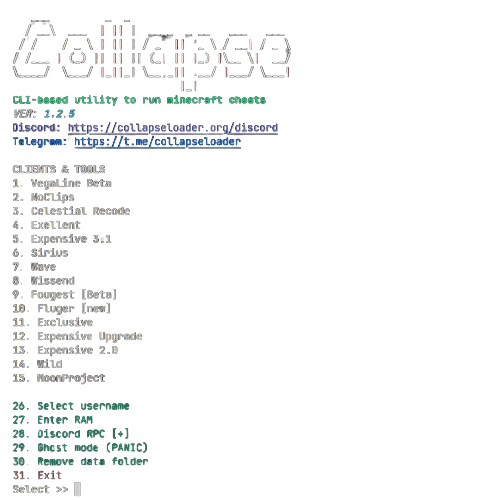 Collapse
CLI-based utility to run minecraft cheats
VER: 1.2.5
Discord: https://collapseloader.org/discord
Telegram: https://t.me/collapseloader
CLIENTS & TOOLS
1. VegaLine Beta
2. NoClips
3. Celestial Recode
4. Exellent
5. Expensive 3.1
6. Sirius
7. Wave
8. Wissend
9. Fougest [Beta]
10. Fluger [new]
11. Exclusive
12. Expensive Upgrade
13. Expensive 2.0
14. Wild
15. MoonProject
26. Select username
27. Enter RAM
28. Discord RPC [+]
29. Ghost mode (PANIC)
30. Remove data folder
31. Exit
Select >>